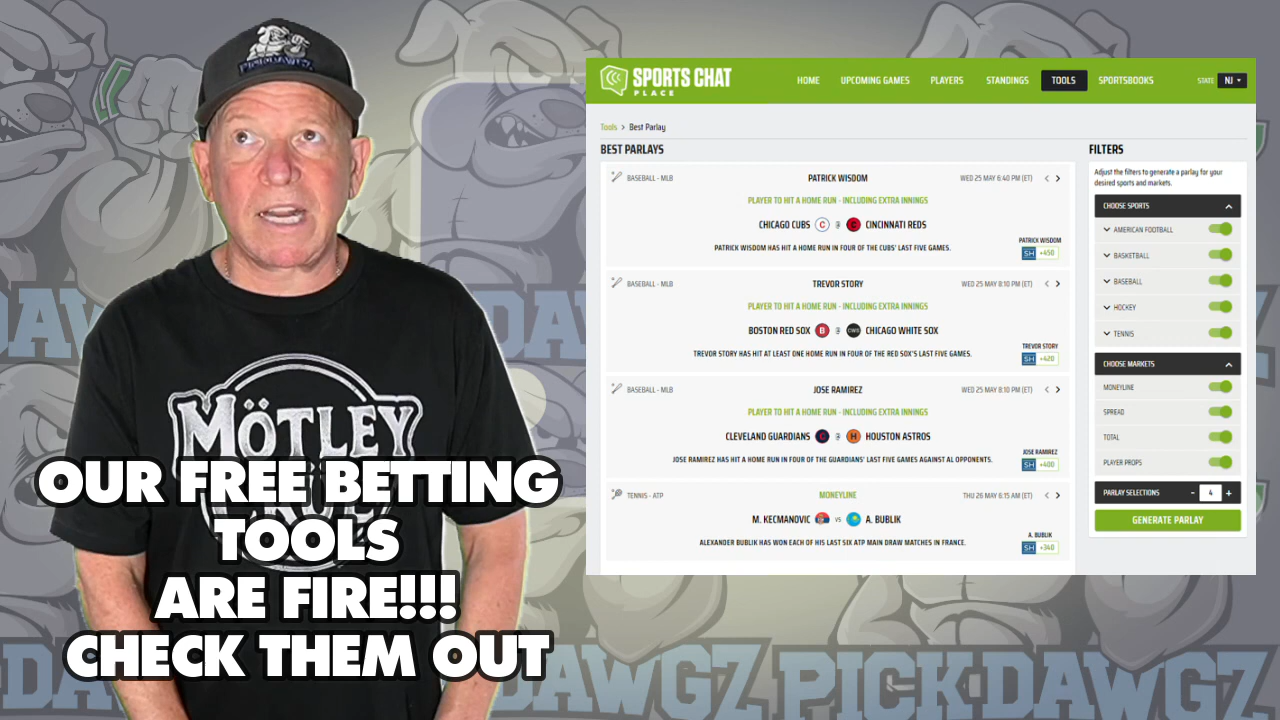 PICKDAWGZ
MÖTLEY
OUR FREE BETTING
TOOLS
ARE FIRE!!!
CHECK THEM OUT
SPORTS CHAT
PLACE
HOME
UPCOMING GAMES
PLAYERS
STANDINGS
TOOLS
SPORTSBOOKS
STATE
NJ
Tools > Best Parlay
BEST PARLAYS
BASEBALL - MLB
PATRICK WISDOM
WED 25 MAY 6:40 PM (ET)
PLAYER TO HIT A HOME RUN - INCLUDING EXTRA INNINGS
CHICAGO CUBS C @ C CINCINNATI REDS
PATRICK WISDOM HAS HIT A HOME RUN IN FOUR OF THE CUBS' LAST FIVE GAMES.
PATRICK WISDOM
SH +450
BASEBALL - MLB
TREVOR STORY
WED 25 MAY 8:10 PM (ET)
PLAYER TO HIT A HOME RUN - INCLUDING EXTRA INNINGS
BOSTON RED SOX B @ CWS CHICAGO WHITE SOX
TREVOR STORY HAS HIT AT LEAST ONE HOME RUN IN FOUR OF THE RED SOX'S LAST FIVE GAMES.
TREVOR STORY
SH +420
BASEBALL - MLB
JOSE RAMIREZ
WED 25 MAY 8:10 PM (ET)
PLAYER TO HIT A HOME RUN - INCLUDING EXTRA INNINGS
CLEVELAND GUARDIANS C @ H HOUSTON ASTROS
JOSE RAMIREZ HAS HIT A HOME RUN IN FOUR OF THE GUARDIANS' LAST FIVE GAMES AGAINST AL OPPONENTS.
JOSE RAMIREZ
SH +400
TENNIS - ATP
MONEYLINE
THU 26 MAY 6:15 AM (ET)
M. KECMANOVIC VS A. BUBLIK
ALEXANDER BUBLIK HAS WON EACH OF HIS LAST SIX ATP MAIN DRAW MATCHES IN FRANCE.
A. BUBLIK
SH +340
FILTERS
Adjust the filters to generate a parlay for your
desired sports and markets.
CHOOSE SPORTS
AMERICAN FOOTBALL
BASKETBALL
BASEBALL
HOCKEY
TENNIS
CHOOSE MARKETS
MONEYLINE
SPREAD
TOTAL
PLAYER PROPS
PARLAY SELECTIONS - 4 +
GENERATE PARLAY
PICKDAWGZ